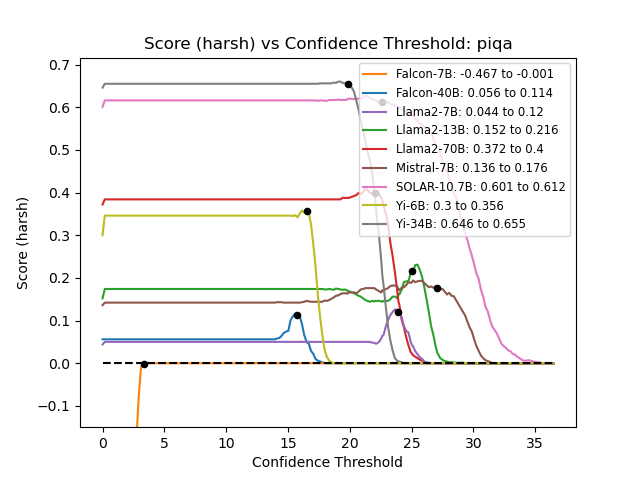 Score (harsh) vs Confidence Threshold: piqa
0.7
0.6
0.5
0.4
0.3
0.2
0.1
0.0
−0.1
Score (harsh)
Falcon-7B: -0.467 to -0.001
Falcon-40B: 0.056 to 0.114
Llama2-7B: 0.044 to 0.12
Llama2-13B: 0.152 to 0.216
Llama2-70B: 0.372 to 0.4
Mistral-7B: 0.136 to 0.176
SOLAR-10.7B: 0.601 to 0.612
Yi-6B: 0.3 to 0.356
Yi-34B: 0.646 to 0.655
0 5 10 15 20 25 30 35
Confidence Threshold